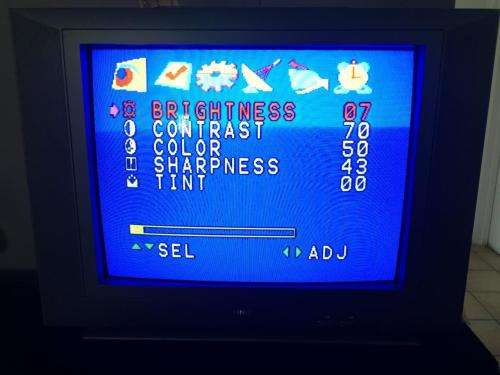 BRIGHTNESS 07
CONTRAST 70
COLOR 50
SHARPNESS 43
TINT 00
SEL ADJ